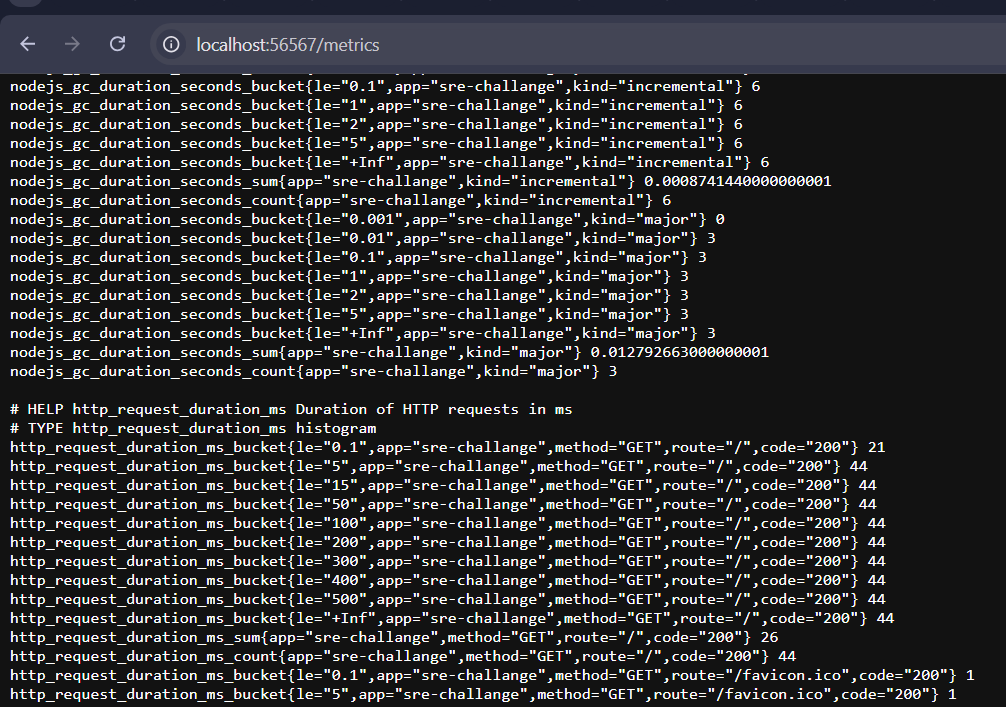 localhost:56567/metrics
nodejs_gc_duration_seconds_bucket{le="0.1",app="sre-challange",kind="incremental"} 6
nodejs_gc_duration_seconds_bucket{le="1",app="sre-challange",kind="incremental"} 6
nodejs_gc_duration_seconds_bucket{le="2",app="sre-challange",kind="incremental"} 6
nodejs_gc_duration_seconds_bucket{le="5",app="sre-challange",kind="incremental"} 6
nodejs_gc_duration_seconds_bucket{le="+Inf",app="sre-challange",kind="incremental"} 6
nodejs_gc_duration_seconds_sum{app="sre-challange",kind="incremental"} 0.0008741440000000001
nodejs_gc_duration_seconds_count{app="sre-challange",kind="incremental"} 6
nodejs_gc_duration_seconds_bucket{le="0.001",app="sre-challange",kind="major"} 0
nodejs_gc_duration_seconds_bucket{le="0.01",app="sre-challange",kind="major"} 3
nodejs_gc_duration_seconds_bucket{le="0.1",app="sre-challange",kind="major"} 3
nodejs_gc_duration_seconds_bucket{le="1",app="sre-challange",kind="major"} 3
nodejs_gc_duration_seconds_bucket{le="2",app="sre-challange",kind="major"} 3
nodejs_gc_duration_seconds_bucket{le="5",app="sre-challange",kind="major"} 3
nodejs_gc_duration_seconds_bucket{le="+Inf",app="sre-challange",kind="major"} 3
nodejs_gc_duration_seconds_sum{app="sre-challange",kind="major"} 0.012792663000000001
nodejs_gc_duration_seconds_count{app="sre-challange",kind="major"} 3
# HELP http_request_duration_ms Duration of HTTP requests in ms
# TYPE http_request_duration_ms histogram
http_request_duration_ms_bucket{le="0.1",app="sre-challange",method="GET",route="/",code="200"} 21
http_request_duration_ms_bucket{le="5",app="sre-challange",method="GET",route="/",code="200"} 44
http_request_duration_ms_bucket{le="15",app="sre-challange",method="GET",route="/",code="200"} 44
http_request_duration_ms_bucket{le="50",app="sre-challange",method="GET",route="/",code="200"} 44
http_request_duration_ms_bucket{le="100",app="sre-challange",method="GET",route="/",code="200"} 44
http_request_duration_ms_bucket{le="200",app="sre-challange",method="GET",route="/",code="200"} 44
http_request_duration_ms_bucket{le="300",app="sre-challange",method="GET",route="/",code="200"} 44
http_request_duration_ms_bucket{le="400",app="sre-challange",method="GET",route="/",code="200"} 44
http_request_duration_ms_bucket{le="500",app="sre-challange",method="GET",route="/",code="200"} 44
http_request_duration_ms_bucket{le="+Inf",app="sre-challange",method="GET",route="/",code="200"} 44
http_request_duration_ms_sum{app="sre-challange",method="GET",route="/",code="200"} 26
http_request_duration_ms_count{app="sre-challange",method="GET",route="/",code="200"} 44
http_request_duration_ms_bucket{le="0.1",app="sre-challange",method="GET",route="/favicon.ico",code="200"} 1
http_request_duration_ms_bucket{le="5",app="sre-challange",method="GET",route="/favicon.ico",code="200"} 1